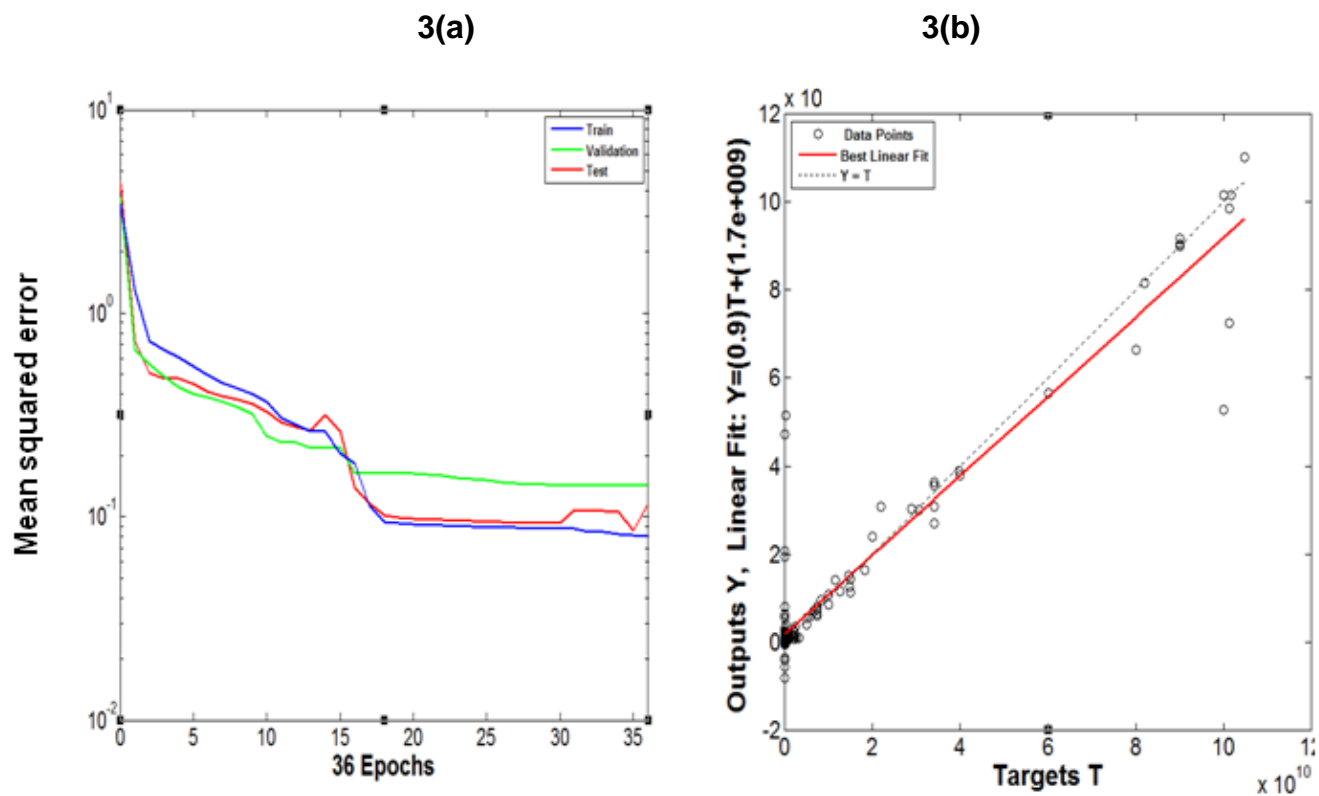 3(a)
3(b)
Mean squared error
10^1
10^0
10^-1
10^-2
Train
Validation
Test
0 5 10 15 20 25 30 35
36 Epochs
Outputs Y, Linear Fit: Y=(0.9)T+(1.7e+009)
x 10
12
10
8
6
4
2
0
-2
Data Points
Best Linear Fit
Y = T
0 2 4 6 8 10
Targets T
x 10^10